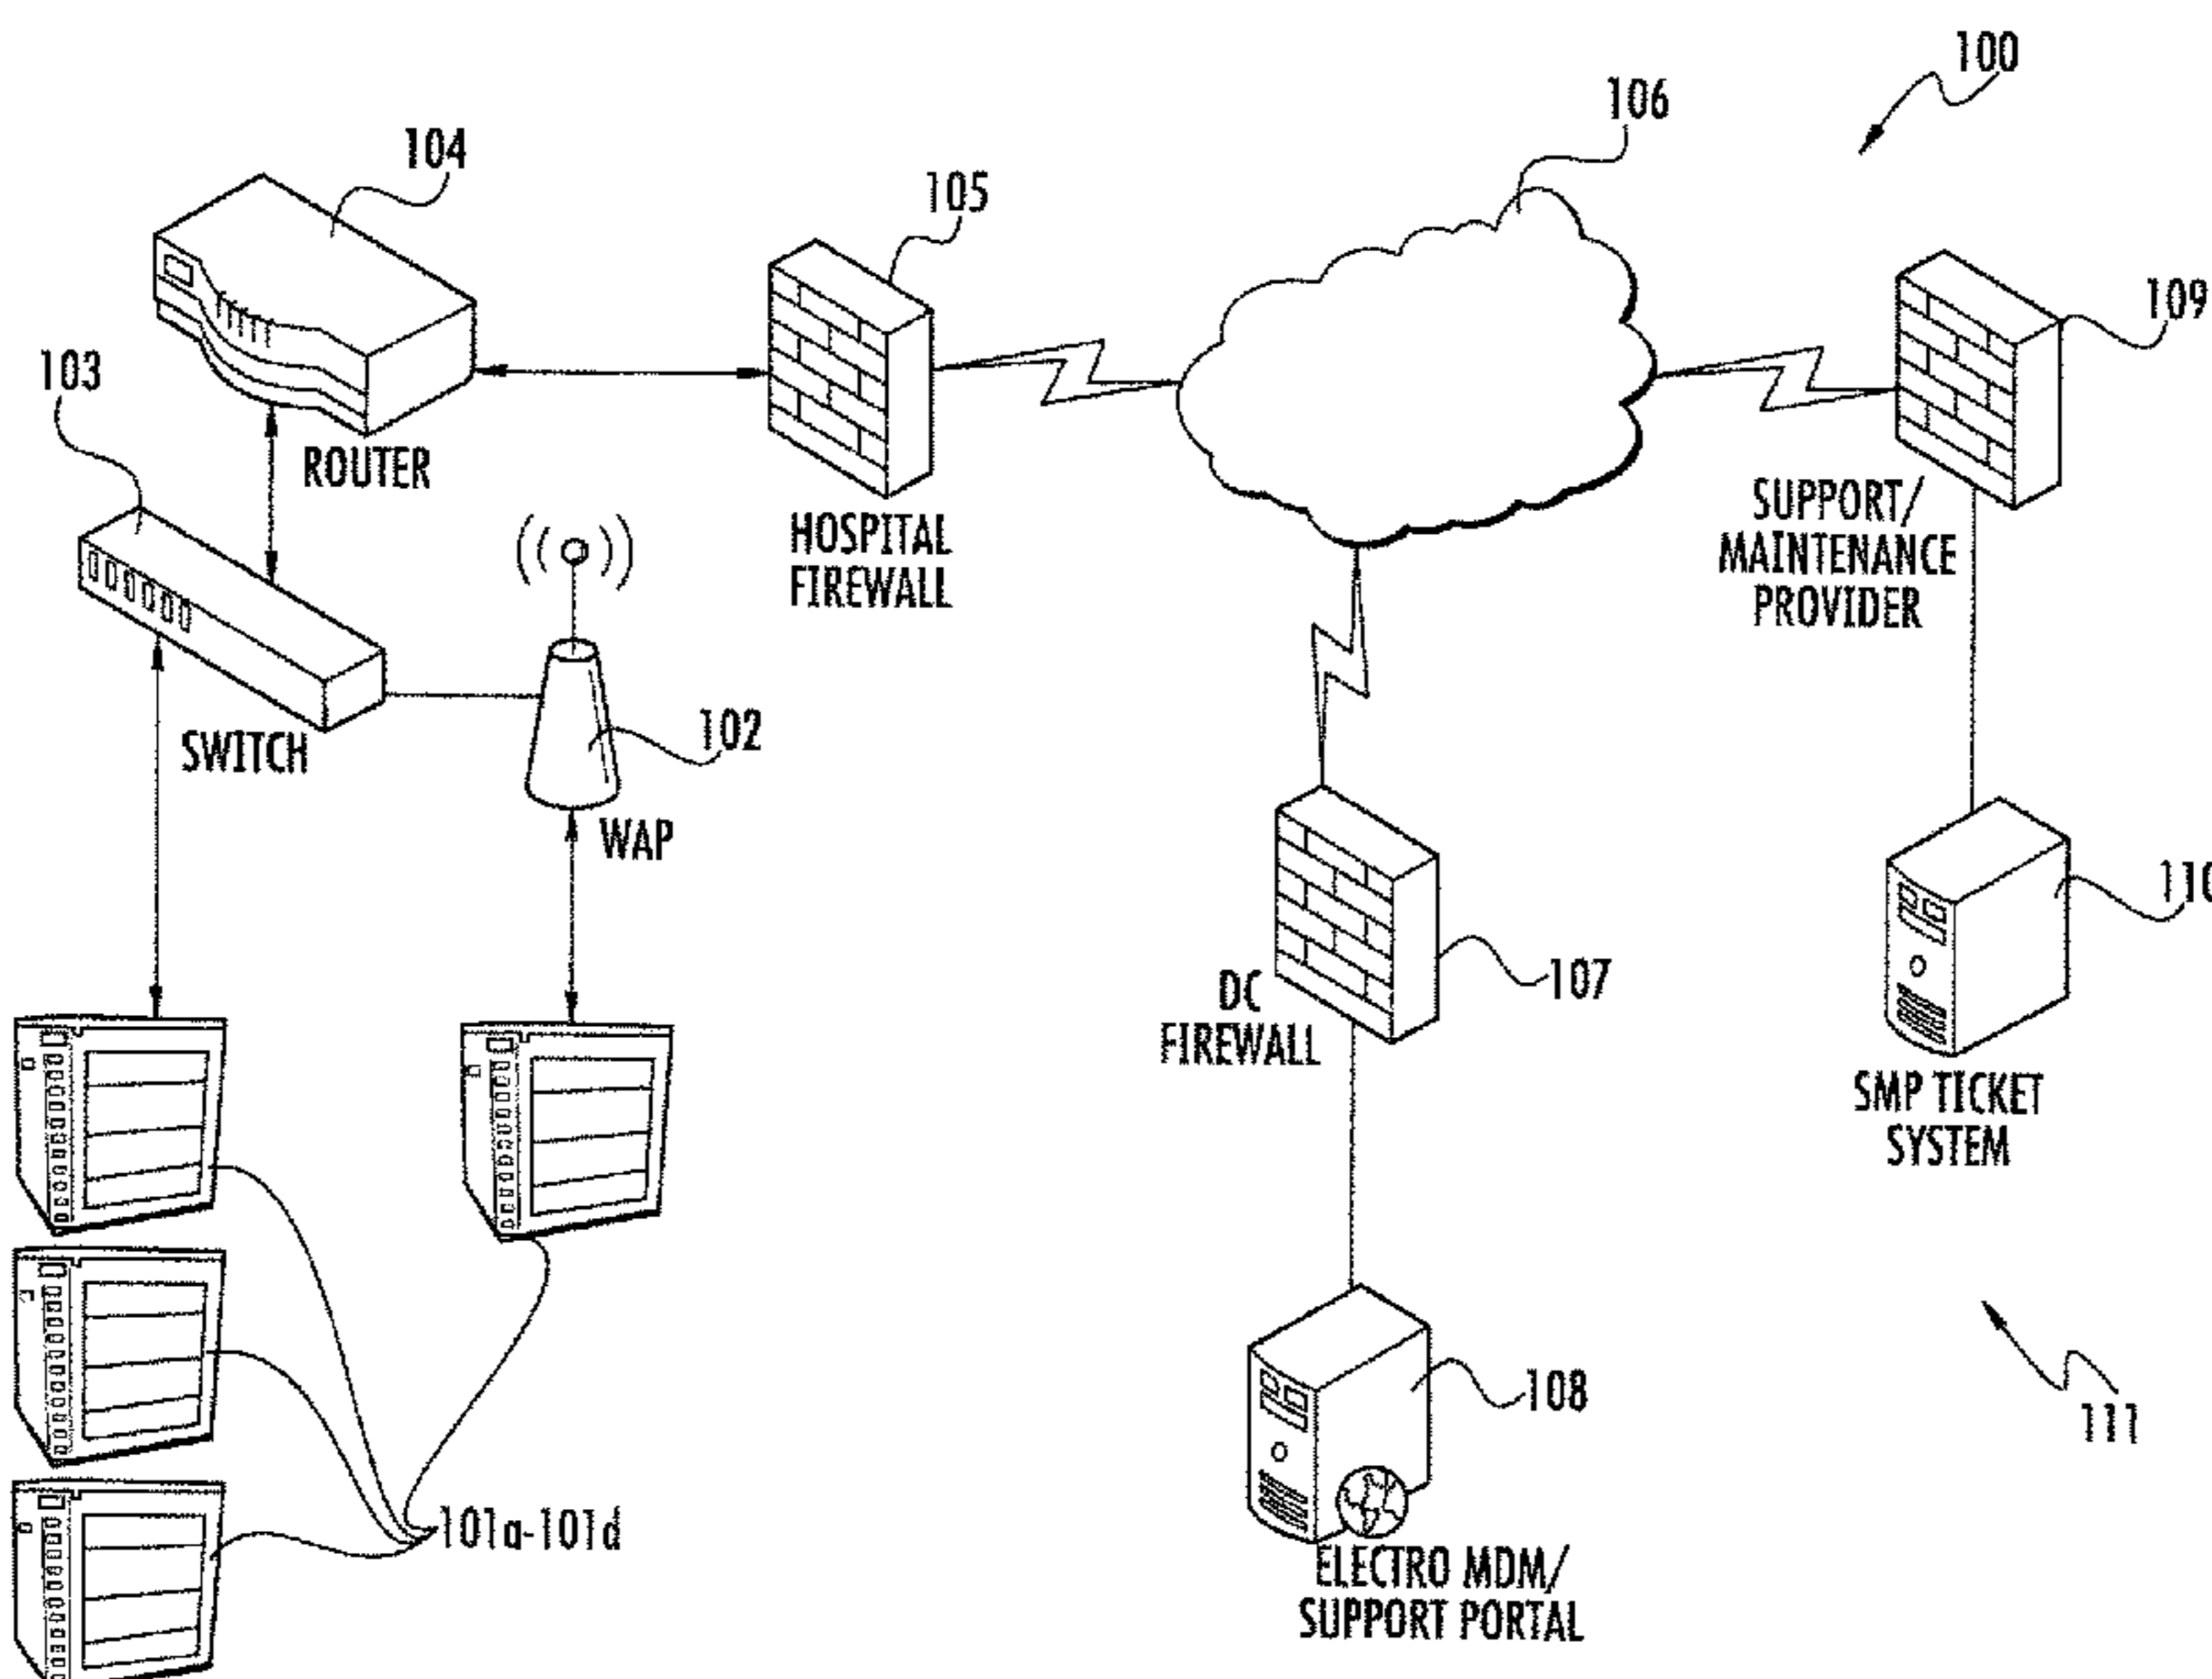 100
106
104
105
109
103
ROUTER
HOSPITAL
FIREWALL
SUPPORT/
MAINTENANCE
PROVIDER
102
SWITCH
WAP
110
107
DC
FIREWALL
SMP TICKET
SYSTEM
108
111
101a-101d
ELECTRO MDM/
SUPPORT PORTAL